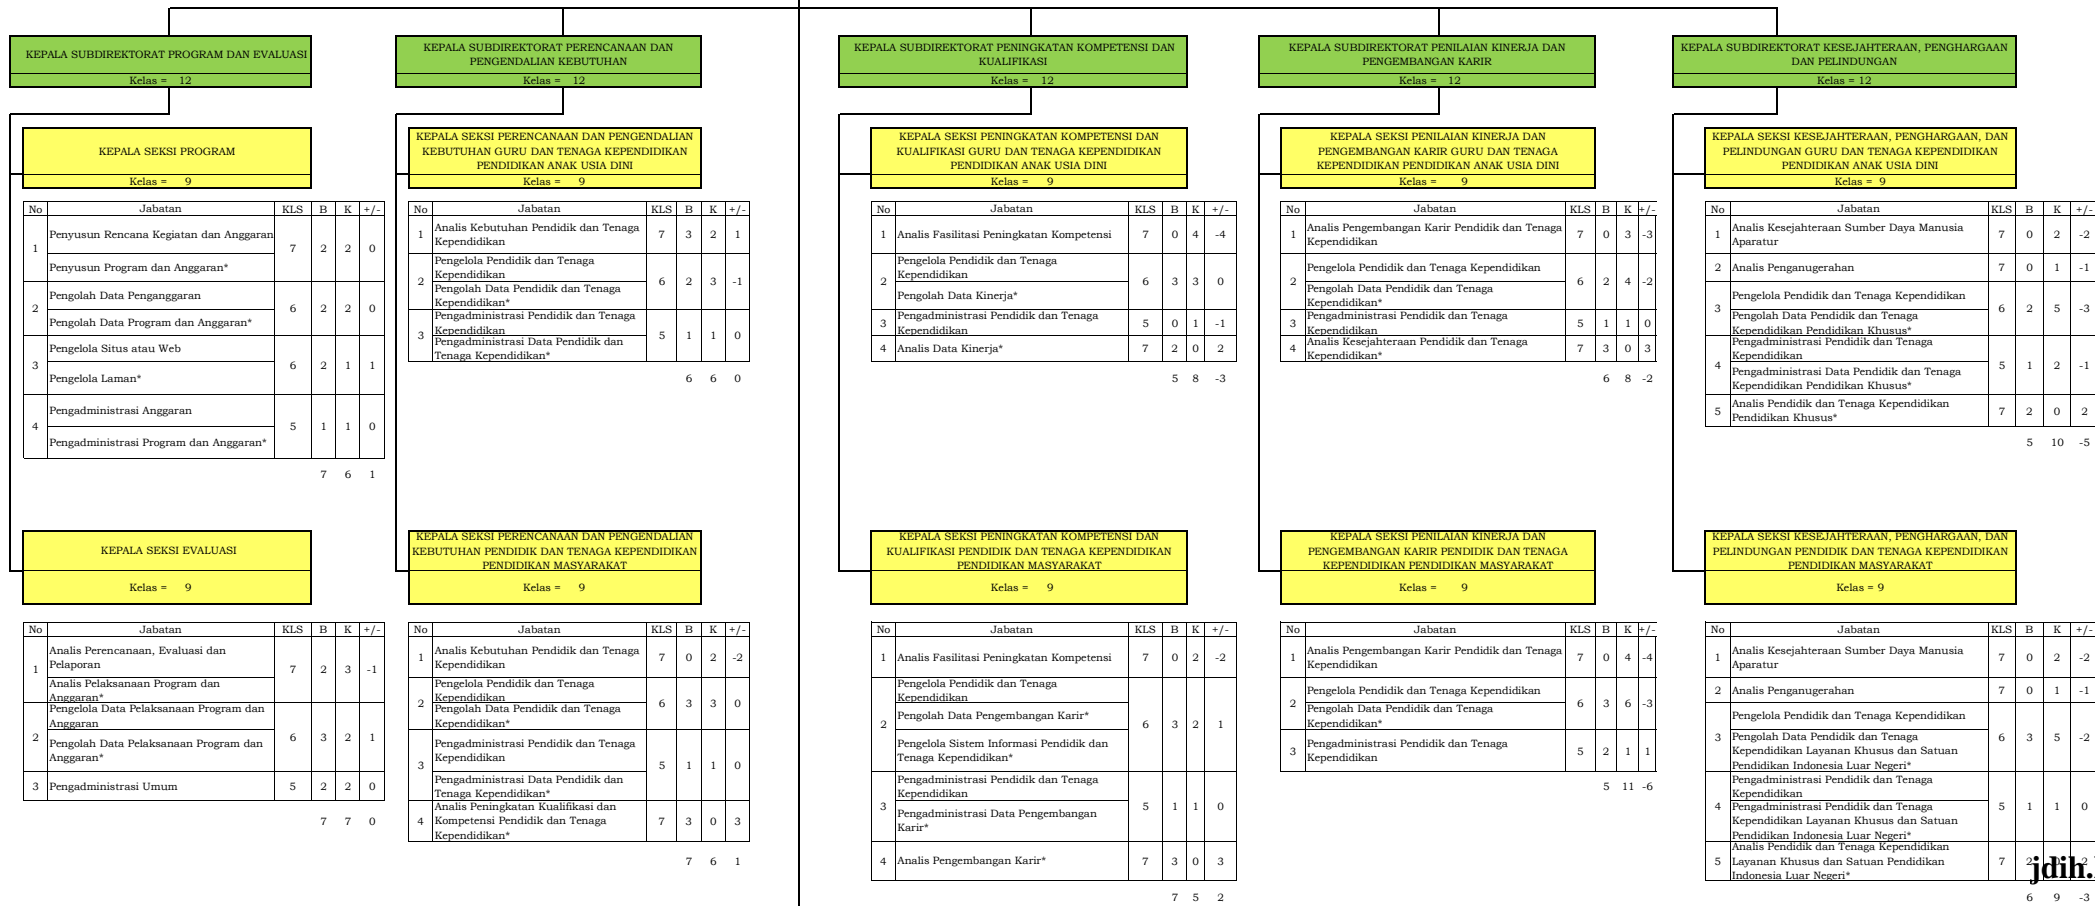 KEPALA SUBDIREKTORAT PROGRAM DAN EVALUASI
Kelas = 12
KEPALA SEKSI PROGRAM
Kelas = 9
No Jabatan KLS B K +/-
1 Penyusun Rencana Kegiatan dan Anggaran 7 2 2 0
Penyusun Program dan Anggaran*
2 Pengolah Data Penganggaran 6 2 2 0
Pengolah Data Program dan Anggaran*
3 Pengelola Situs atau Web 6 2 1 1
Pengelola Laman*
4 Pengadministrasi Anggaran 5 1 1 0
Pengadministrasi Program dan Anggaran*
7 6 1
KEPALA SEKSI EVALUASI
Kelas = 9
No Jabatan KLS B K +/-
1 Analis Perencanaan, Evaluasi dan
Pelaporan 7 2 3 -1
Analis Pelaksanaan Program dan
Anggaran*
2 Pengelola Data Pelaksanaan Program dan
Anggaran 6 3 2 1
Pengolah Data Pelaksanaan Program dan
Anggaran*
3 Pengadministrasi Umum 5 2 2 0
7 7 0
KEPALA SUBDIREKTORAT PERENCANAAN DAN
PENGENDALIAN KEBUTUHAN
Kelas = 12
KEPALA SEKSI PERENCANAAN DAN PENGENDALIAN
KEBUTUHAN GURU DAN TENAGA KEPENDIDIKAN
PENDIDIKAN ANAK USIA DINI
Kelas = 9
No Jabatan KLS B K +/-
1 Analis Kebutuhan Pendidik dan Tenaga
Kependidikan 7 3 2 1
2 Pengelola Pendidik dan Tenaga
Kependidikan 6 2 3 -1
Pengolah Data Pendidik dan Tenaga
Kependidikan*
3 Pengadministrasi Pendidik dan Tenaga
Kependidikan 5 1 1 0
Pengadministrasi Data Pendidik dan
Tenaga Kependidikan*
6 6 0
KEPALA SEKSI PERENCANAAN DAN PENGENDALIAN
KEBUTUHAN PENDIDIK DAN TENAGA KEPENDIDIKAN
PENDIDIKAN MASYARAKAT
Kelas = 9
No Jabatan KLS B K +/-
1 Analis Kebutuhan Pendidik dan Tenaga
Kependidikan 7 0 2 -2
2 Pengelola Pendidik dan Tenaga
Kependidikan 6 3 3 0
Pengolah Data Pendidik dan Tenaga
Kependidikan*
3 Pengadministrasi Pendidik dan Tenaga
Kependidikan 5 1 1 0
Pengadministrasi Data Pendidik dan
Tenaga Kependidikan*
4 Analis Peningkatan Kualifikasi dan
Kompetensi Pendidik dan Tenaga 7 3 0 3
Kependidikan*
7 6 1
KEPALA SUBDIREKTORAT PENINGKATAN KOMPETENSI DAN
KUALIFIKASI
Kelas = 12
KEPALA SEKSI PENINGKATAN KOMPETENSI DAN
KUALIFIKASI GURU DAN TENAGA KEPENDIDIKAN
PENDIDIKAN ANAK USIA DINI
Kelas = 9
No Jabatan KLS B K +/-
1 Analis Fasilitasi Peningkatan Kompetensi 7 0 4 -4
2 Pengelola Pendidik dan Tenaga
Kependidikan 6 3 3 0
Pengolah Data Kinerja*
3 Pengadministrasi Pendidik dan Tenaga
Kependidikan 5 0 1 -1
4 Analis Data Kinerja* 7 2 0 2
5 8 -3
KEPALA SEKSI PENINGKATAN KOMPETENSI DAN
KUALIFIKASI PENDIDIK DAN TENAGA KEPENDIDIKAN
PENDIDIKAN MASYARAKAT
Kelas = 9
No Jabatan KLS B K +/-
1 Analis Fasilitasi Peningkatan Kompetensi 7 0 2 -2
2 Pengelola Pendidik dan Tenaga
Kependidikan
Pengolah Data Pengembangan Karir* 6 3 2 1
Pengelola Sistem Informasi Pendidik dan
Tenaga Kependidikan*
3 Pengadministrasi Pendidik dan Tenaga
Kependidikan 5 1 1 0
Pengadministrasi Data Pengembangan
Karir*
4 Analis Pengembangan Karir* 7 3 0 3
7 5 2
KEPALA SUBDIREKTORAT PENILAIAN KINERJA DAN
PENGEMBANGAN KARIR
Kelas = 12
KEPALA SEKSI PENILAIAN KINERJA DAN
PENGEMBANGAN KARIR GURU DAN TENAGA
KEPENDIDIKAN PENDIDIKAN ANAK USIA DINI
Kelas = 9
No Jabatan KLS B K +/-
1 Analis Pengembangan Karir Pendidik dan Tenaga
Kependidikan 7 0 3 -3
2 Pengelola Pendidik dan Tenaga Kependidikan 6 2 4 -2
Pengolah Data Pendidik dan Tenaga
Kependidikan*
3 Pengadministrasi Pendidik dan Tenaga
Kependidikan 5 1 1 0
4 Analis Kesejahteraan Pendidik dan Tenaga
Kependidikan* 7 3 0 3
6 8 -2
KEPALA SEKSI PENILAIAN KINERJA DAN
PENGEMBANGAN KARIR PENDIDIK DAN TENAGA
KEPENDIDIKAN PENDIDIKAN MASYARAKAT
Kelas = 9
No Jabatan KLS B K +/-
1 Analis Pengembangan Karir Pendidik dan Tenaga
Kependidikan 7 0 4 -4
2 Pengelola Pendidik dan Tenaga Kependidikan 6 3 6 -3
Pengolah Data Pendidik dan Tenaga
Kependidikan*
3 Pengadministrasi Pendidik dan Tenaga
Kependidikan 5 2 1 1
5 11 -6
KEPALA SUBDIREKTORAT KESEJAHTERAAN, PENGHARGAAN
DAN PELINDUNGAN
Kelas = 12
KEPALA SEKSI KESEJAHTERAAN, PENGHARGAAN, DAN
PELINDUNGAN GURU DAN TENAGA KEPENDIDIKAN
PENDIDIKAN ANAK USIA DINI
Kelas = 9
No Jabatan KLS B K +/-
1 Analis Kesejahteraan Sumber Daya Manusia
Aparatur 7 0 2 -2
2 Analis Penganugerahan 7 0 1 -1
3 Pengelola Pendidik dan Tenaga Kependidikan 6 2 5 -3
Pengolah Data Pendidik dan Tenaga
Kependidikan Pendidikan Khusus*
4 Pengadministrasi Pendidik dan Tenaga
Kependidikan 5 1 2 -1
Pengadministrasi Data Pendidik dan Tenaga
Kependidikan Pendidikan Khusus*
5 Analis Pendidik dan Tenaga Kependidikan
Pendidikan Khusus* 7 2 0 2
5 10 -5
KEPALA SEKSI KESEJAHTERAAN, PENGHARGAAN, DAN
PELINDUNGAN PENDIDIK DAN TENAGA KEPENDIDIKAN
PENDIDIKAN MASYARAKAT
Kelas = 9
No Jabatan KLS B K +/-
1 Analis Kesejahteraan Sumber Daya Manusia
Aparatur 7 0 2 -2
2 Analis Penganugerahan 7 0 1 -1
3 Pengelola Pendidik dan Tenaga Kependidikan
Pengolah Data Pendidik dan Tenaga 6 3 5 -2
Kependidikan Layanan Khusus dan Satuan
Pendidikan Indonesia Luar Negeri*
4 Pengadministrasi Pendidik dan Tenaga
Kependidikan
Pengadministrasi Pendidik dan Tenaga 5 1 1 0
Kependidikan Layanan Khusus dan Satuan
Pendidikan Indonesia Luar Negeri*
5 Analis Pendidik dan Tenaga Kependidikan
Layanan Khusus dan Satuan Pendidikan 7 2
Indonesia Luar Negeri*
6 9 -3
jdih.